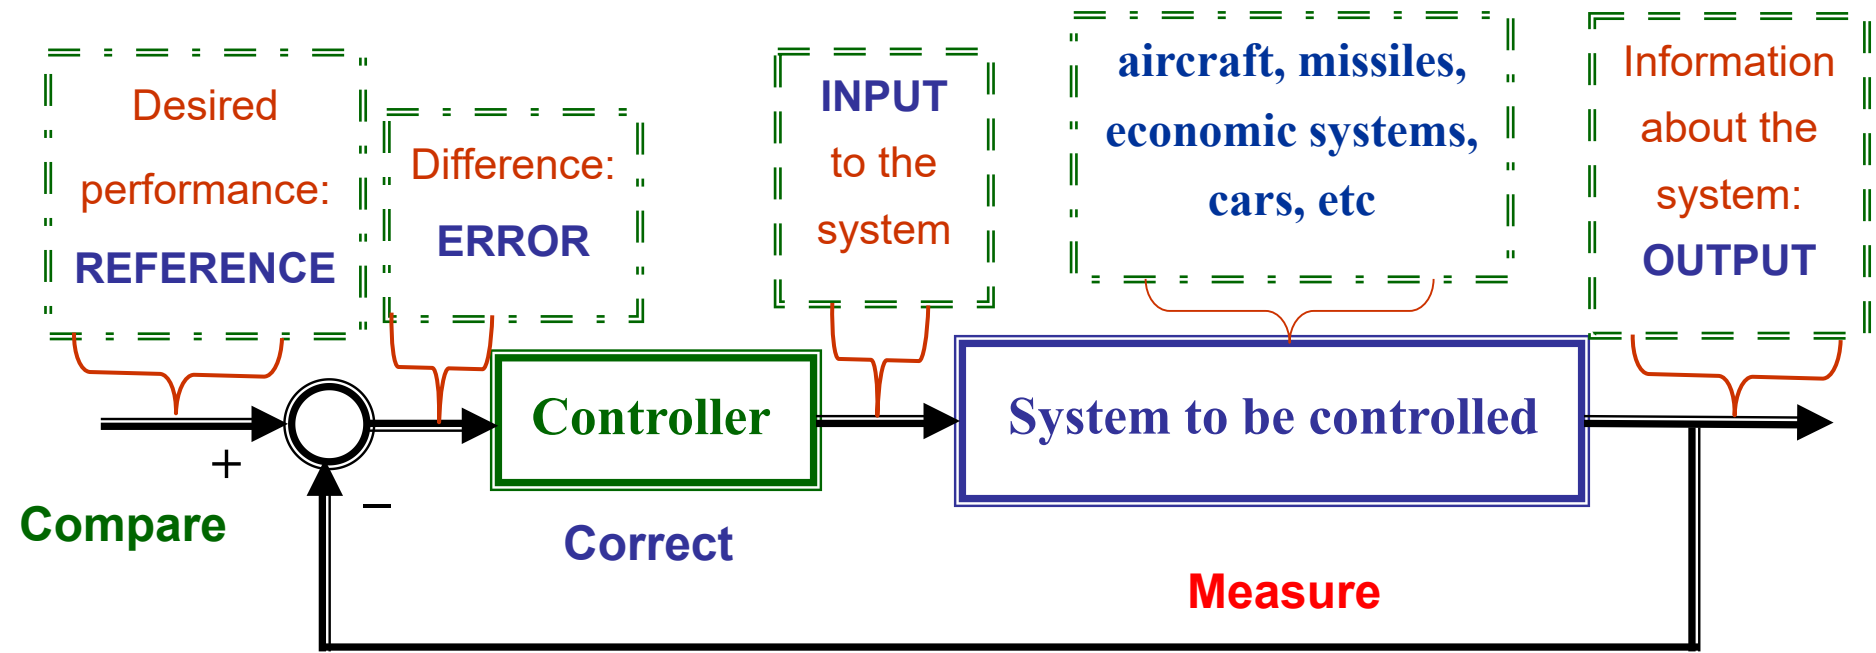 Desired
performance:
REFERENCE
Difference:
ERROR
INPUT
to the
system
aircraft, missiles,
economic systems,
cars, etc
Information
about the
system:
OUTPUT
Controller
System to be controlled
+
−
Compare
Correct
Measure